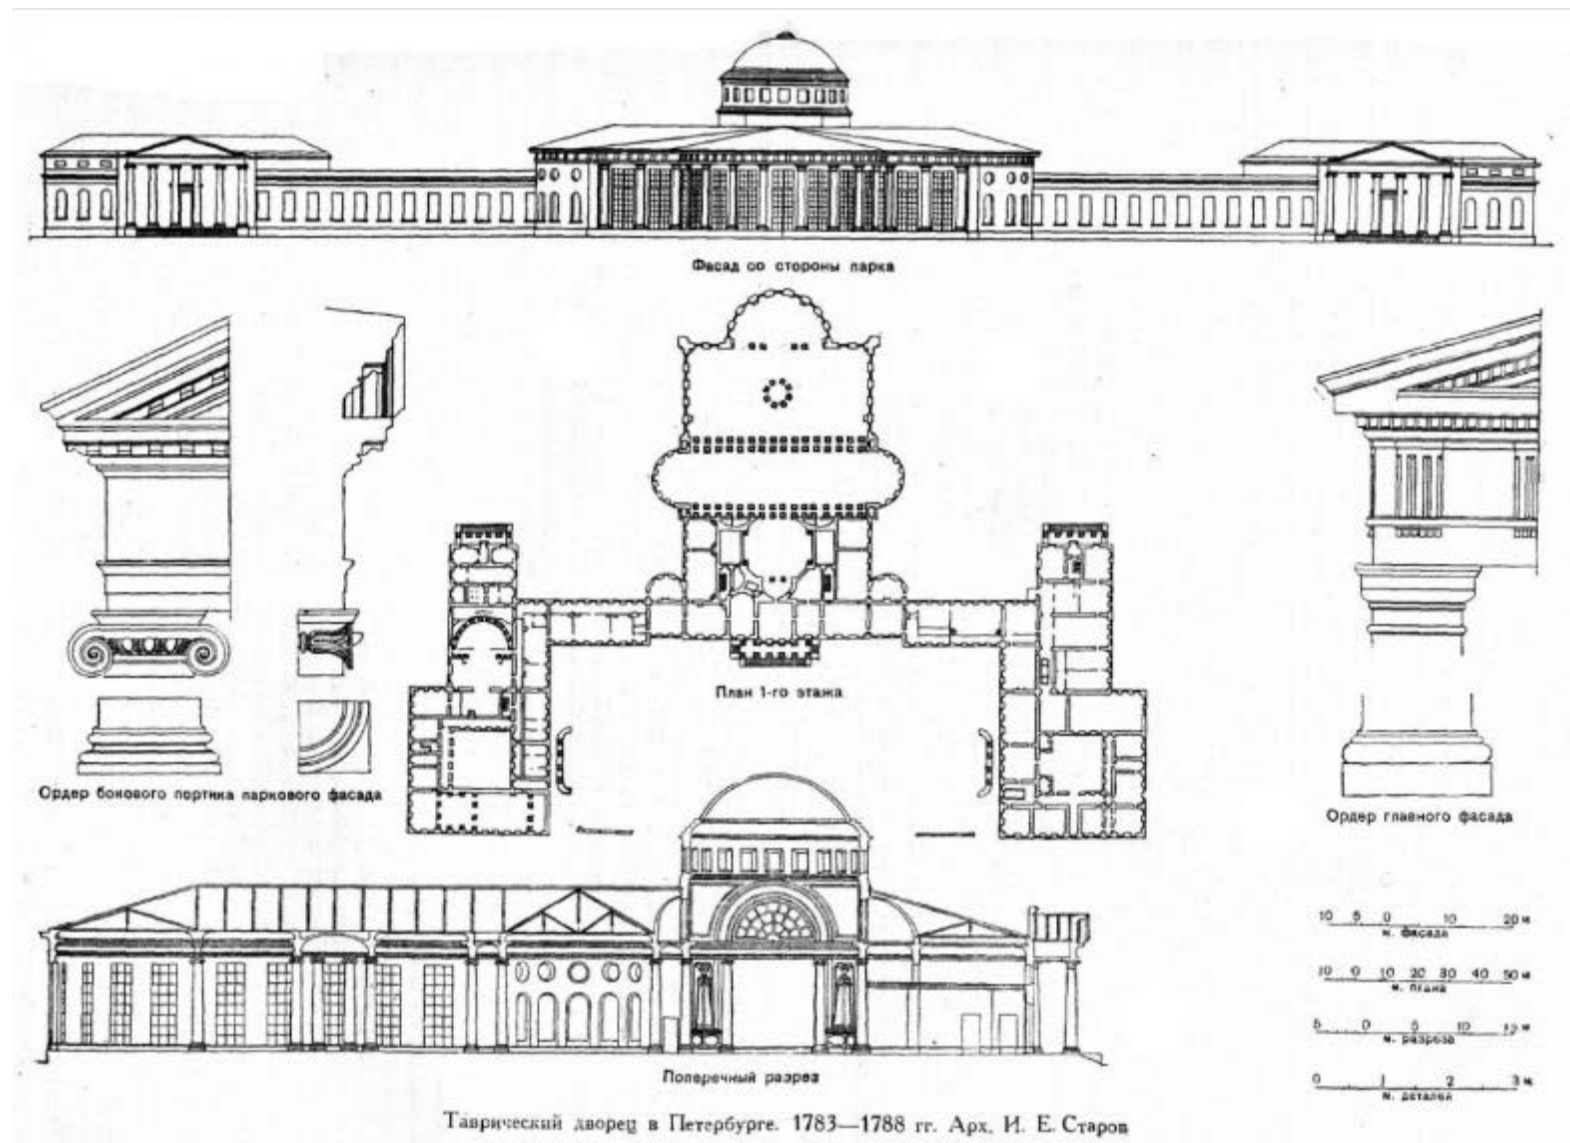 Фасад со стороны парка
План 1-го этажа
Ордер бокового портика паркового фасада
Ордер главного фасада
10 5 0 10 20 м
м. фасада
10 0 10 20 30 40 50 м
м. плана
5 0 5 10 15 м
м. разреза
0 1 2 3 м
м. деталей
Поперечный разрез
Таврический дворец в Петербурге. 1783—1788 гг. Арх. И. Е. Старов